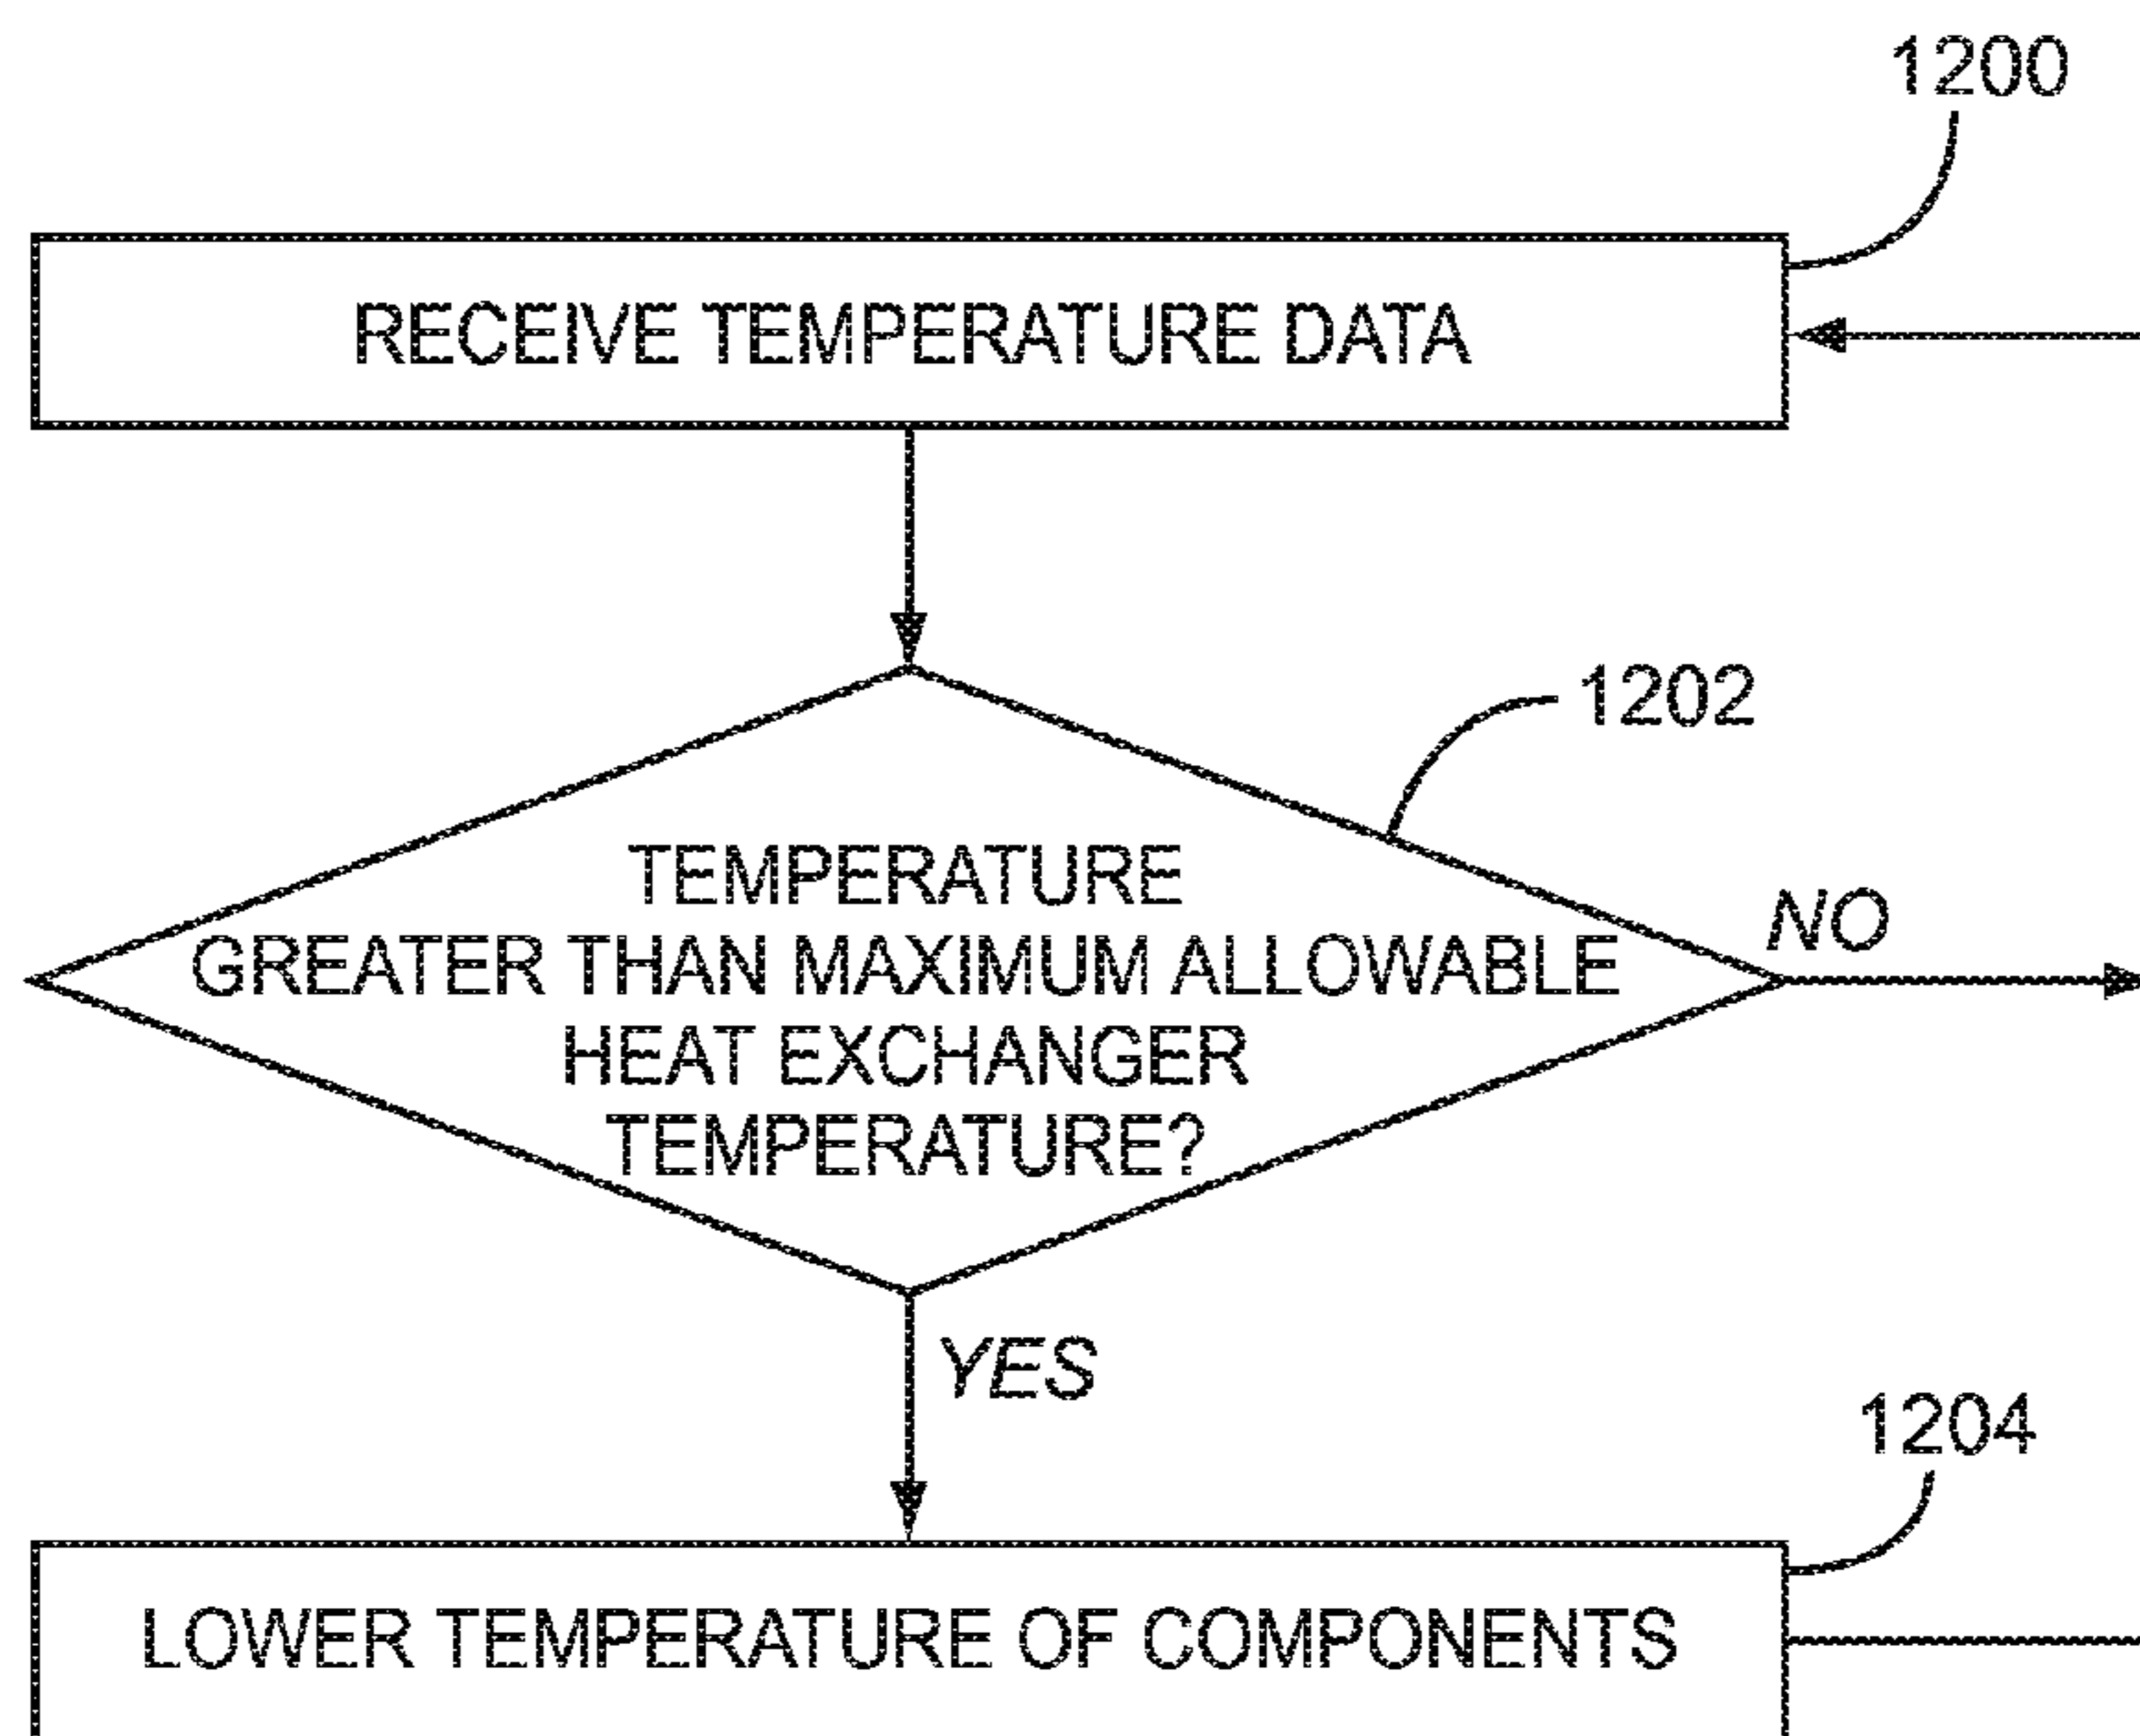 1200
RECEIVE TEMPERATURE DATA
1202
TEMPERATURE
GREATER THAN MAXIMUM ALLOWABLE
HEAT EXCHANGER
TEMPERATURE?
NO
YES
1204
LOWER TEMPERATURE OF COMPONENTS